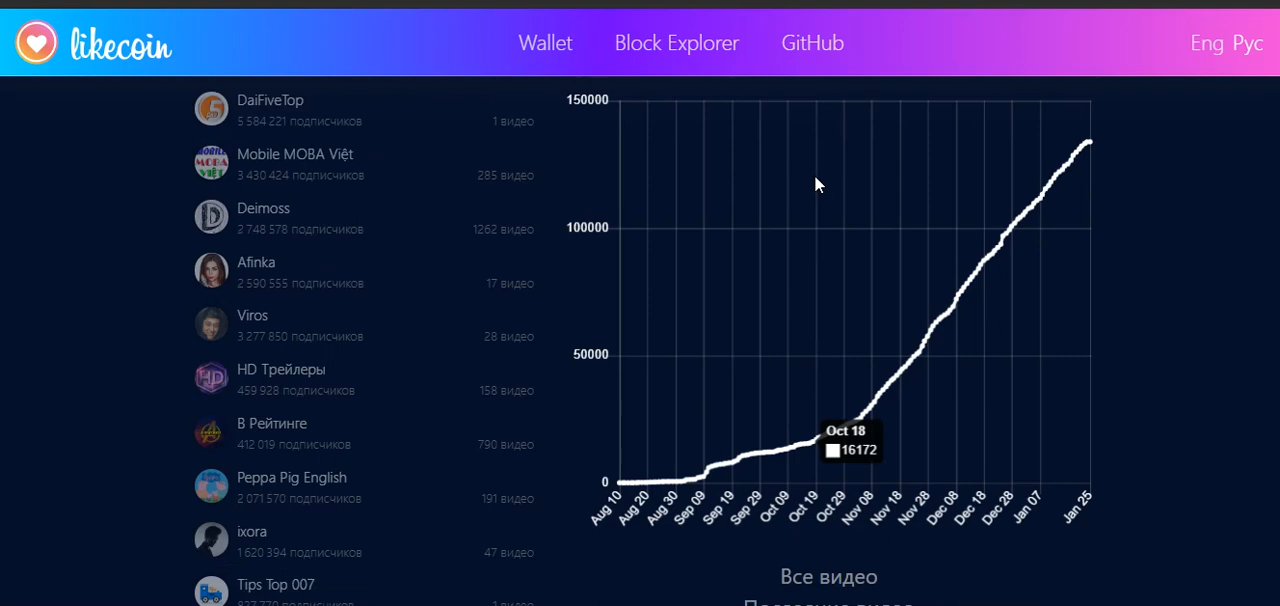 likecoin
Wallet Block Explorer GitHub
Eng Рус
DaiFiveTop
5 584 221 подписчиков 1 видео
Mobile MOBA Việt
3 430 424 подписчиков 285 видео
Deimoss
2 748 578 подписчиков 1262 видео
Afinka
2 590 555 подписчиков 17 видео
Viros
3 277 850 подписчиков 28 видео
HD Трейлеры
459 928 подписчиков 158 видео
В Рейтинге
412 019 подписчиков 790 видео
Peppa Pig English
2 071 570 подписчиков 191 видео
ixora
1 620 394 подписчиков 47 видео
Tips Top 007
150000
100000
50000
0
Oct 18
16172
Aug 10 Aug 20 Aug 30 Sep 09 Sep 19 Sep 29 Oct 09 Oct 19 Oct 29 Nov 08 Nov 18 Nov 28 Dec 08 Dec 18 Dec 28 Jan 07 Jan 25
Все видео